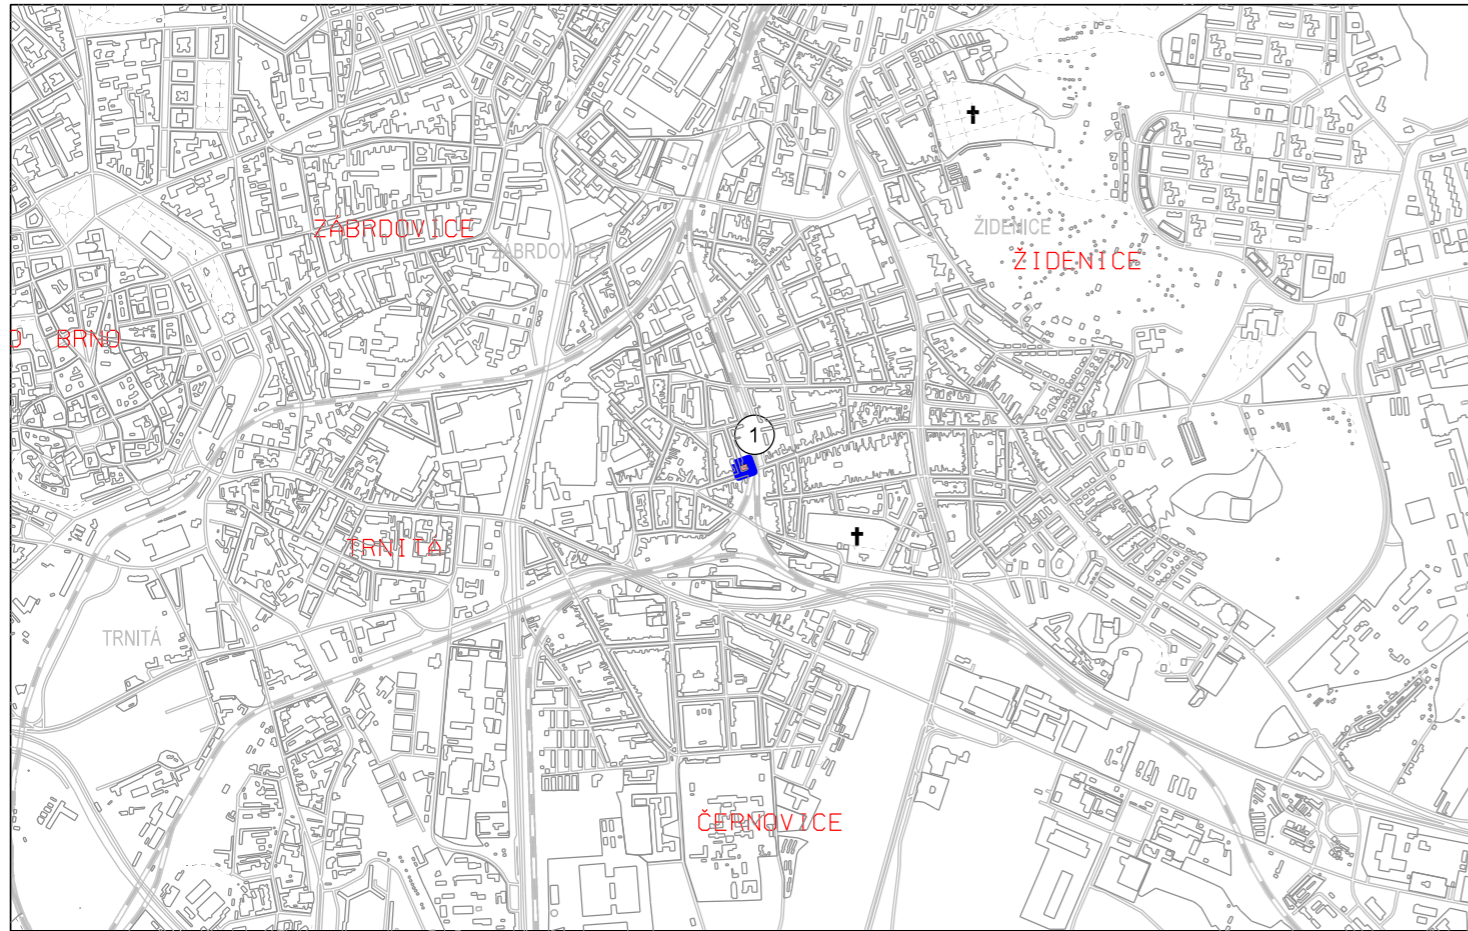 ZÁBRDOVICE
ŽIDENICE
ZÁBRDOVICE
ŽIDENICE
BRNO
1
TRNITÁ
TRNITÁ
ČERNOVICE